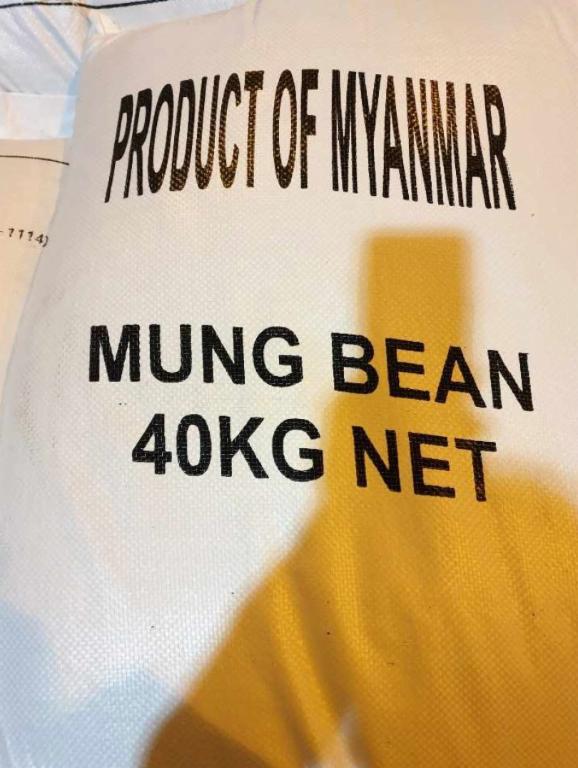 PRODUCT OF MYANMAR
MUNG BEAN
40KG NET